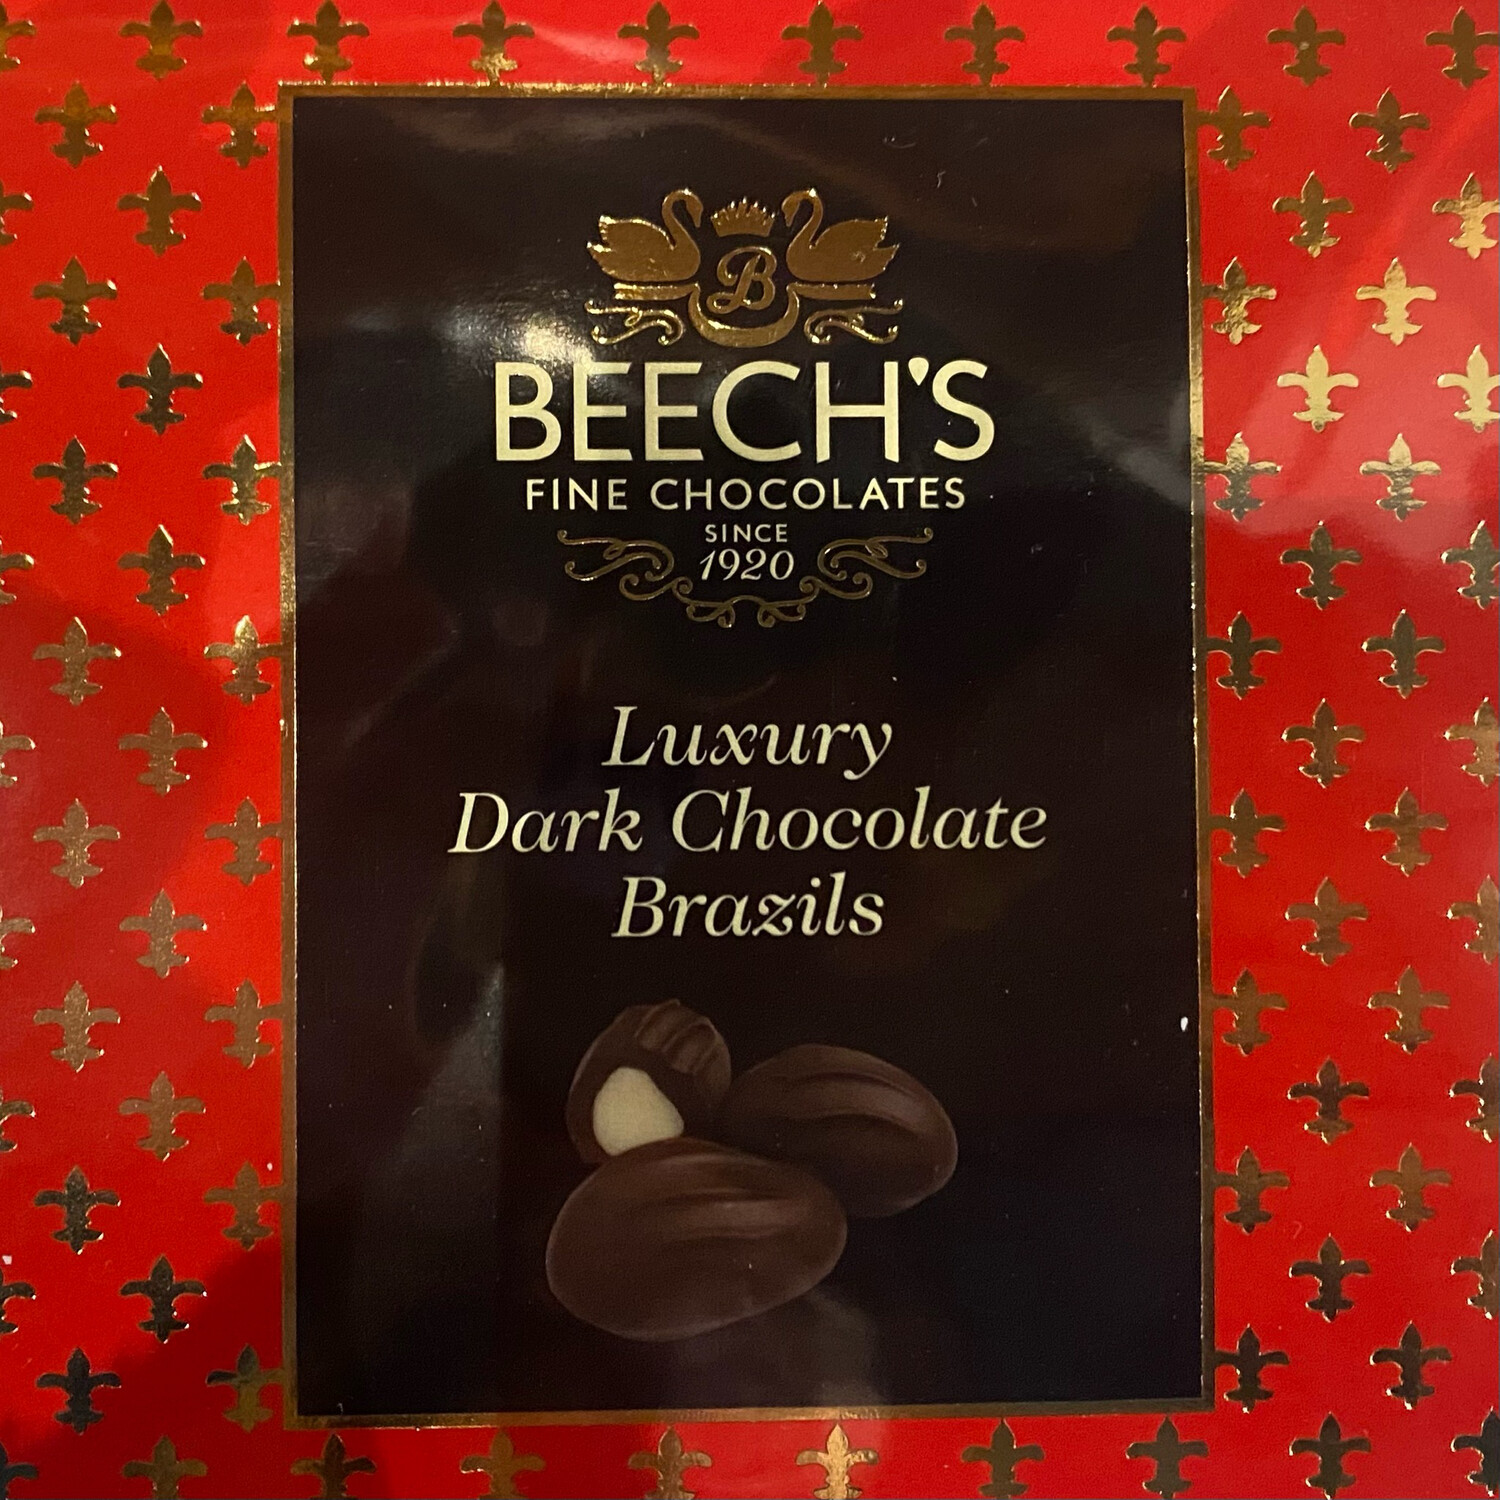 B
BEECH'S
FINE CHOCOLATES
SINCE
1920
Luxury
Dark Chocolate
Brazils